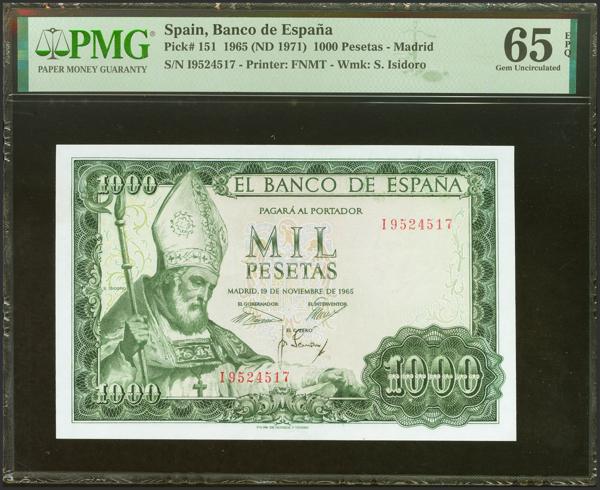 PMG
PAPER MONEY GUARANTY
Spain, Banco de España
Pick# 151 1965 (ND 1971) 1000 Pesetas - Madrid
S/N I9524517 - Printer: FNMT - Wmk: S. Isidoro
65 EPQ
Gem Uncirculated
1000
EL BANCO DE ESPAÑA
PAGARÁ AL PORTADOR
I9524517
MIL
PESETAS
S. ISIDORO
MADRID, 19 DE NOVIEMBRE DE 1965
EL GOBERNADOR EL INTERVENTOR
EL CAJERO
I9524517
1000
1000